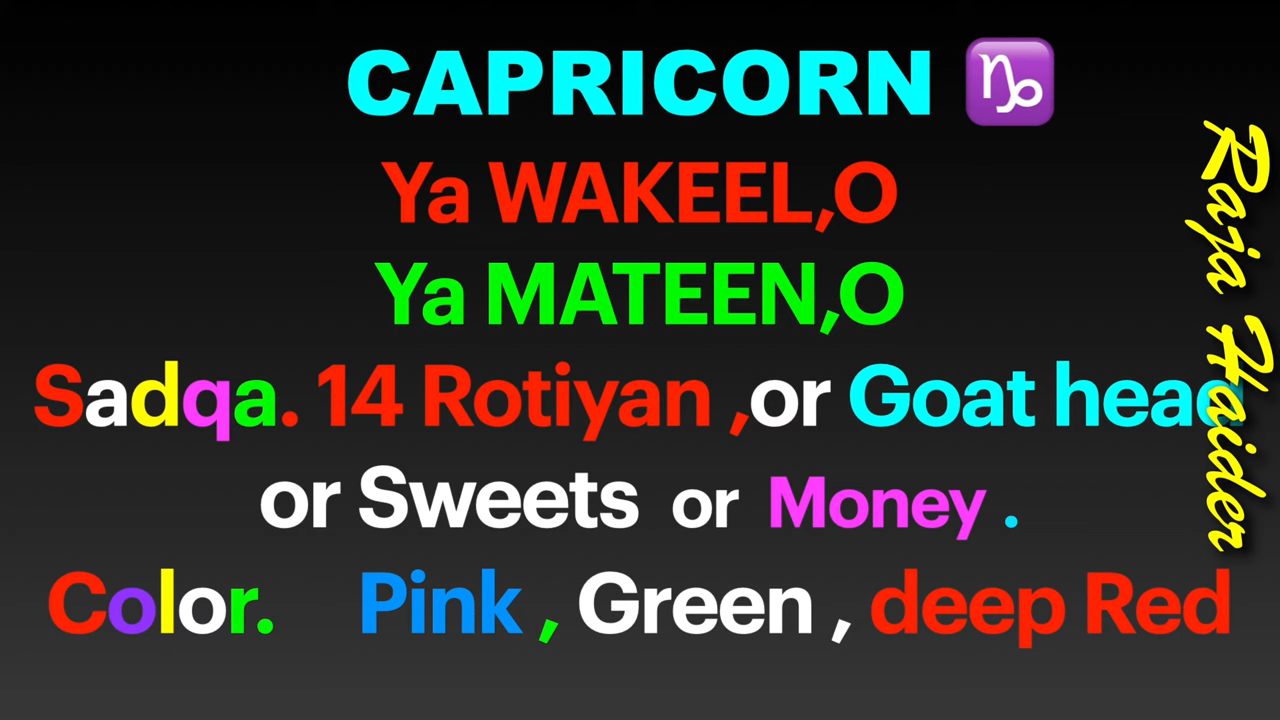 CAPRICORN ♑
Ya WAKEEL,O
Ya MATEEN,O
Sadqa. 14 Rotiyan ,or Goat head
or Sweets or Money .
Color. Pink , Green , deep Red
Raja Haider